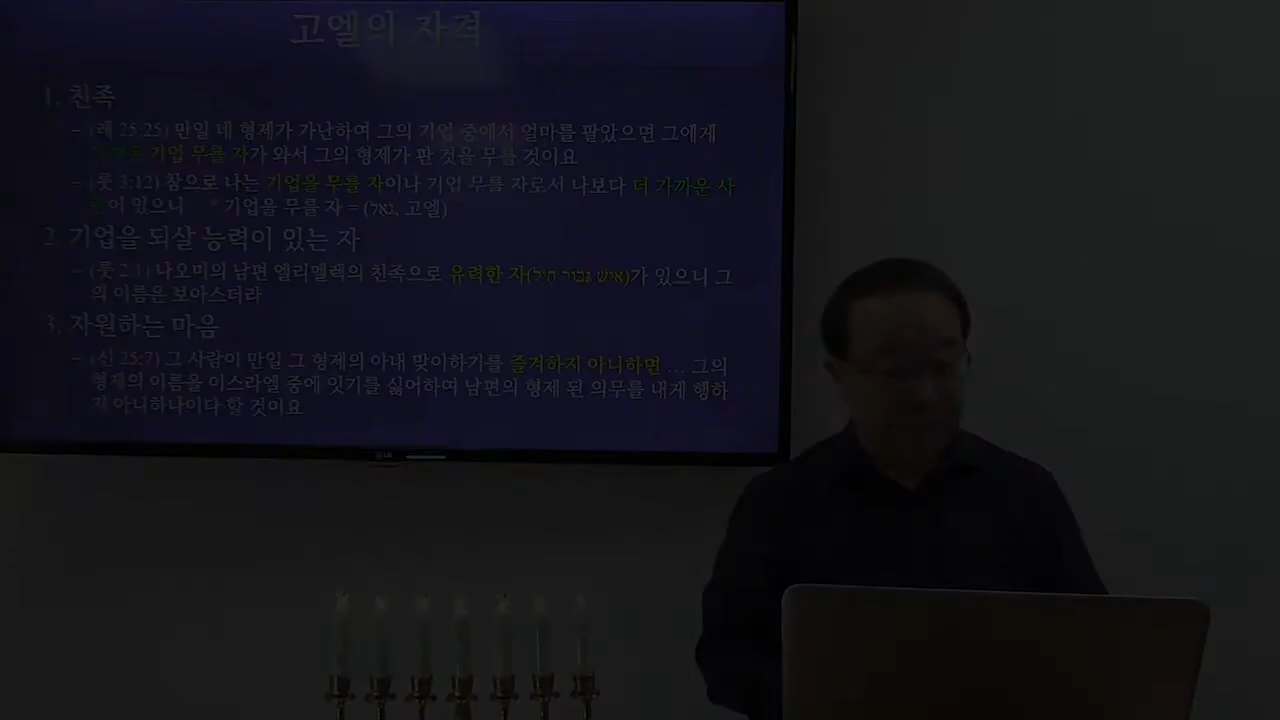 고엘의 자격
1. 친족
– (레 25:25) 만일 네 형제가 가난하여 그의 기업 중에서 얼마를 팔았으면 그에게
기업 무를 자가 와서 그의 형제가 판 것을 무를 것이요
– (룻 3:12) 참으로 나는 기업을 무를 자이나 기업 무를 자로서 나보다 더 가까운 사
람이 있으니 * 기업을 무를 자 = (גאל, 고엘)
2. 기업을 되살 능력이 있는 자
– (룻 2:1) 나오미의 남편 엘리멜렉의 친족으로 유력한 자(איש גבור חיל)가 있으니 그
의 이름은 보아스더라
3. 자원하는 마음
– (신 25:7) 그 사람이 만일 그 형제의 아내 맞이하기를 즐겨하지 아니하면 … 그의
형제의 이름을 이스라엘 중에 잇기를 싫어하여 남편의 형제 된 의무를 내게 행하
지 아니하나이다 할 것이요
LG